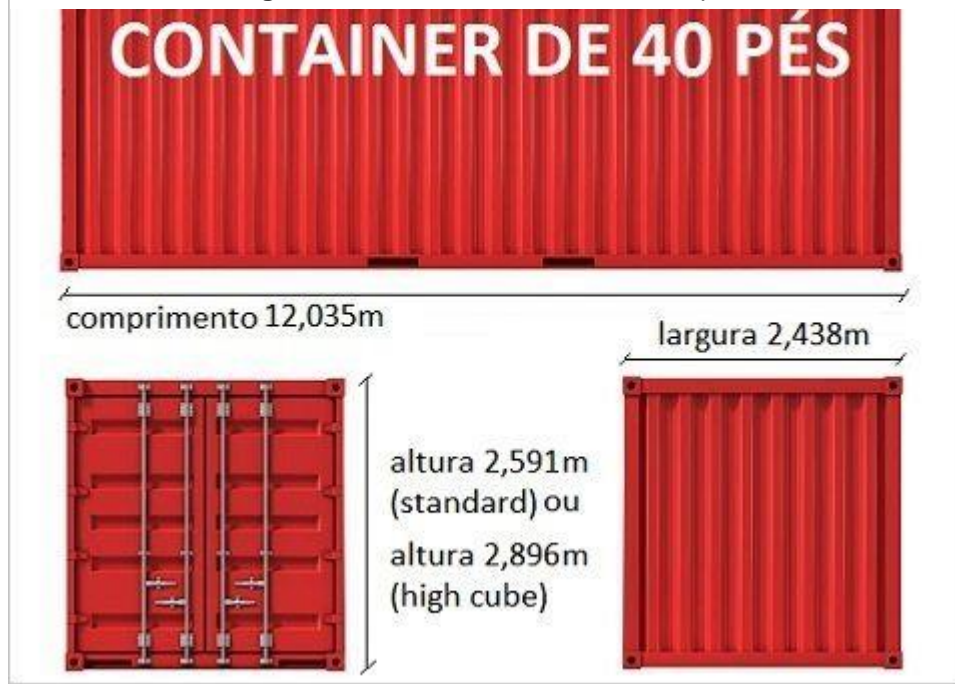 CONTAINER DE 40 PÉS
comprimento 12,035m
largura 2,438m
altura 2,591m
(standard) ou
altura 2,896m
(high cube)